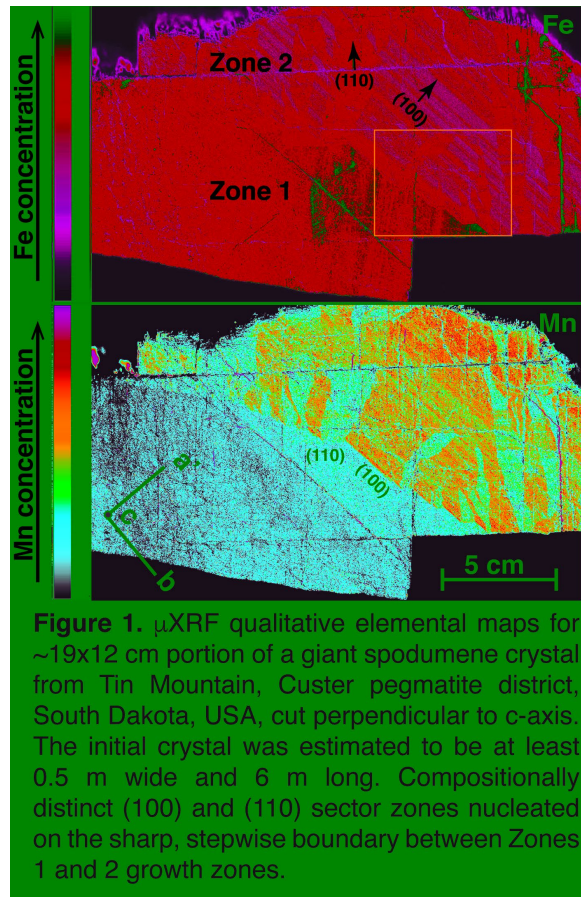 Fe concentration
Fe
Zone 2
(110)
(100)
Zone 1
Mn concentration
Mn
(110)
(100)
a
c
b
5 cm
Figure 1. µXRF qualitative elemental maps for
~19x12 cm portion of a giant spodumene crystal
from Tin Mountain, Custer pegmatite district,
South Dakota, USA, cut perpendicular to c-axis.
The initial crystal was estimated to be at least
0.5 m wide and 6 m long. Compositionally
distinct (100) and (110) sector zones nucleated
on the sharp, stepwise boundary between Zones
1 and 2 growth zones.